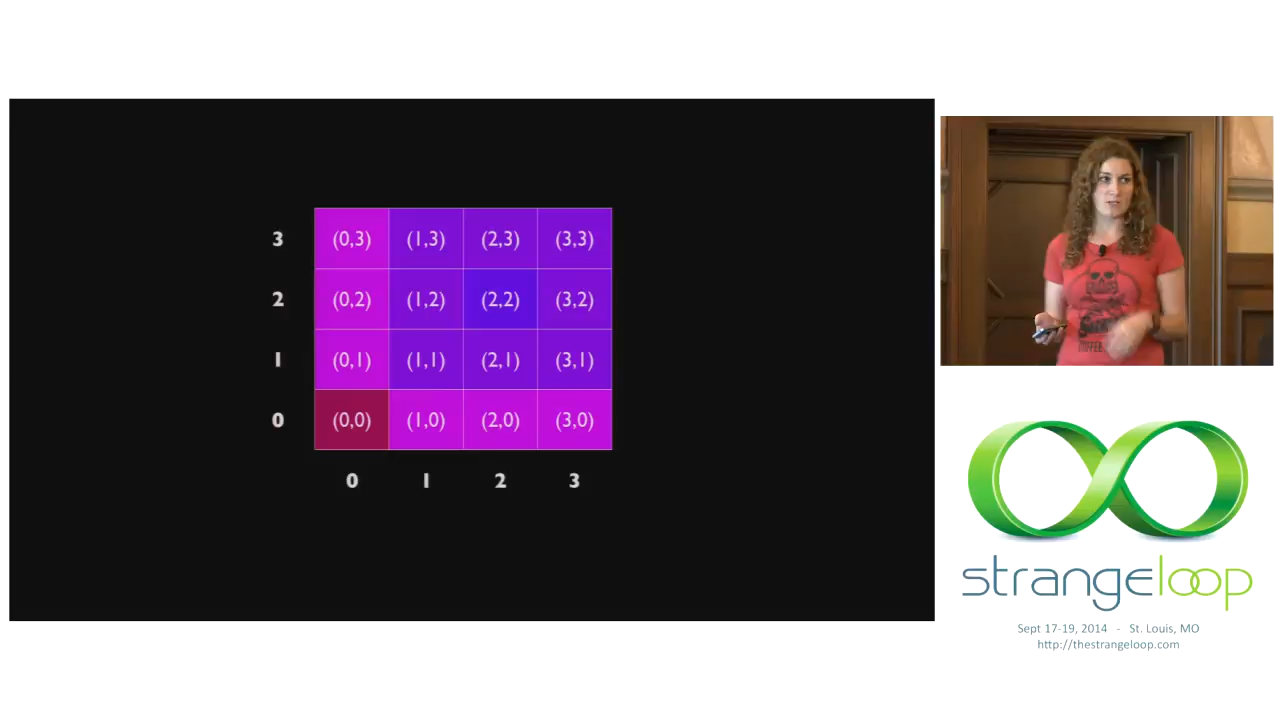 3 (0,3) (1,3) (2,3) (3,3)
2 (0,2) (1,2) (2,2) (3,2)
1 (0,1) (1,1) (2,1) (3,1)
0 (0,0) (1,0) (2,0) (3,0)
0 1 2 3
strangeloop
Sept 17-19, 2014 - St. Louis, MO
http://thestrangeloop.com